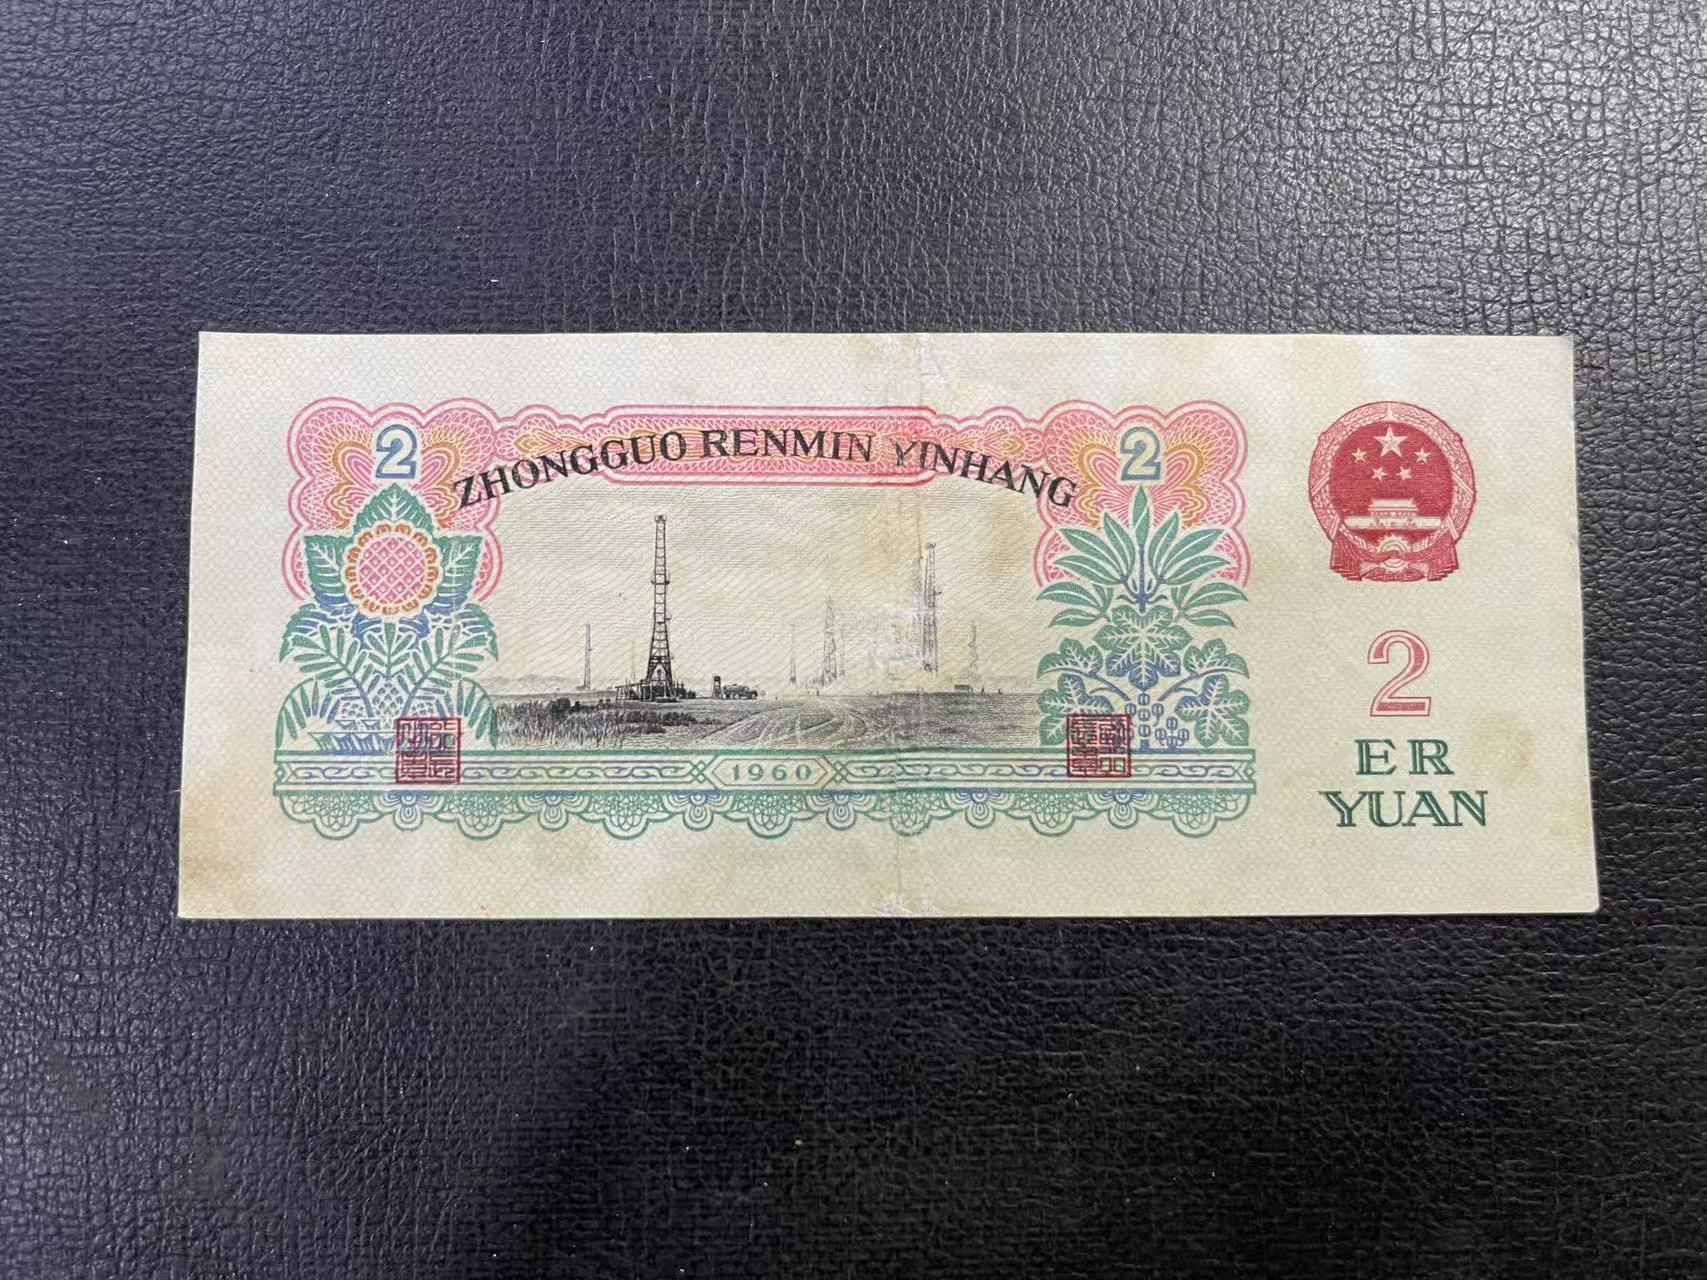 2
ZHONGGUO RENMIN YINHANG
2
2
ER
YUAN
1960